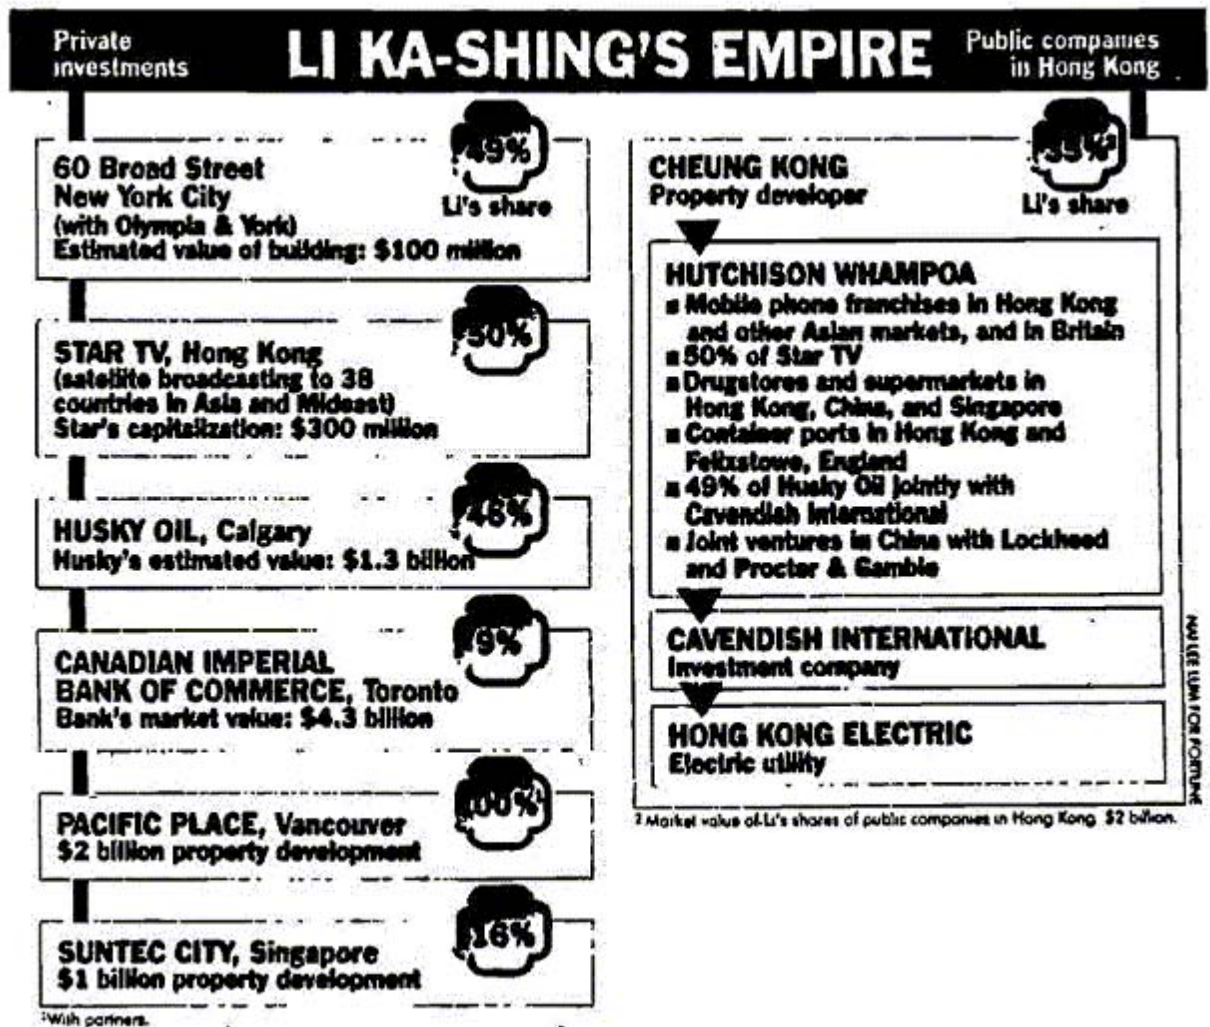 Private
investments
LI KA-SHING'S EMPIRE
Public companies
in Hong Kong
60 Broad Street
New York City
(with Olympia & York)
Estimated value of building: $100 million
49%
Li's share
STAR TV, Hong Kong
(satellite broadcasting to 38
countries in Asia and Mideast)
Star's capitalization: $300 million
50%
HUSKY OIL, Calgary
Husky's estimated value: $1.3 billion
46%
CANADIAN IMPERIAL
BANK OF COMMERCE, Toronto
Bank's market value: $4.3 billion
9%
PACIFIC PLACE, Vancouver
$2 billion property development
100%¹
SUNTEC CITY, Singapore
$1 billion property development
16%
¹With partners.
CHEUNG KONG
Property developer
35%²
Li's share
HUTCHISON WHAMPOA
■ Mobile phone franchises in Hong Kong
and other Asian markets, and in Britain
■ 50% of Star TV
■ Drugstores and supermarkets in
Hong Kong, China, and Singapore
■ Container ports in Hong Kong and
Felixstowe, England
■ 49% of Husky Oil jointly with
Cavendish International
■ Joint ventures in China with Lockheed
and Procter & Gamble
CAVENDISH INTERNATIONAL
Investment company
HONG KONG ELECTRIC
Electric utility
² Market value of Li's shares of public companies in Hong Kong $2 billion.
NAI LEE LUM FOR FORTUNE